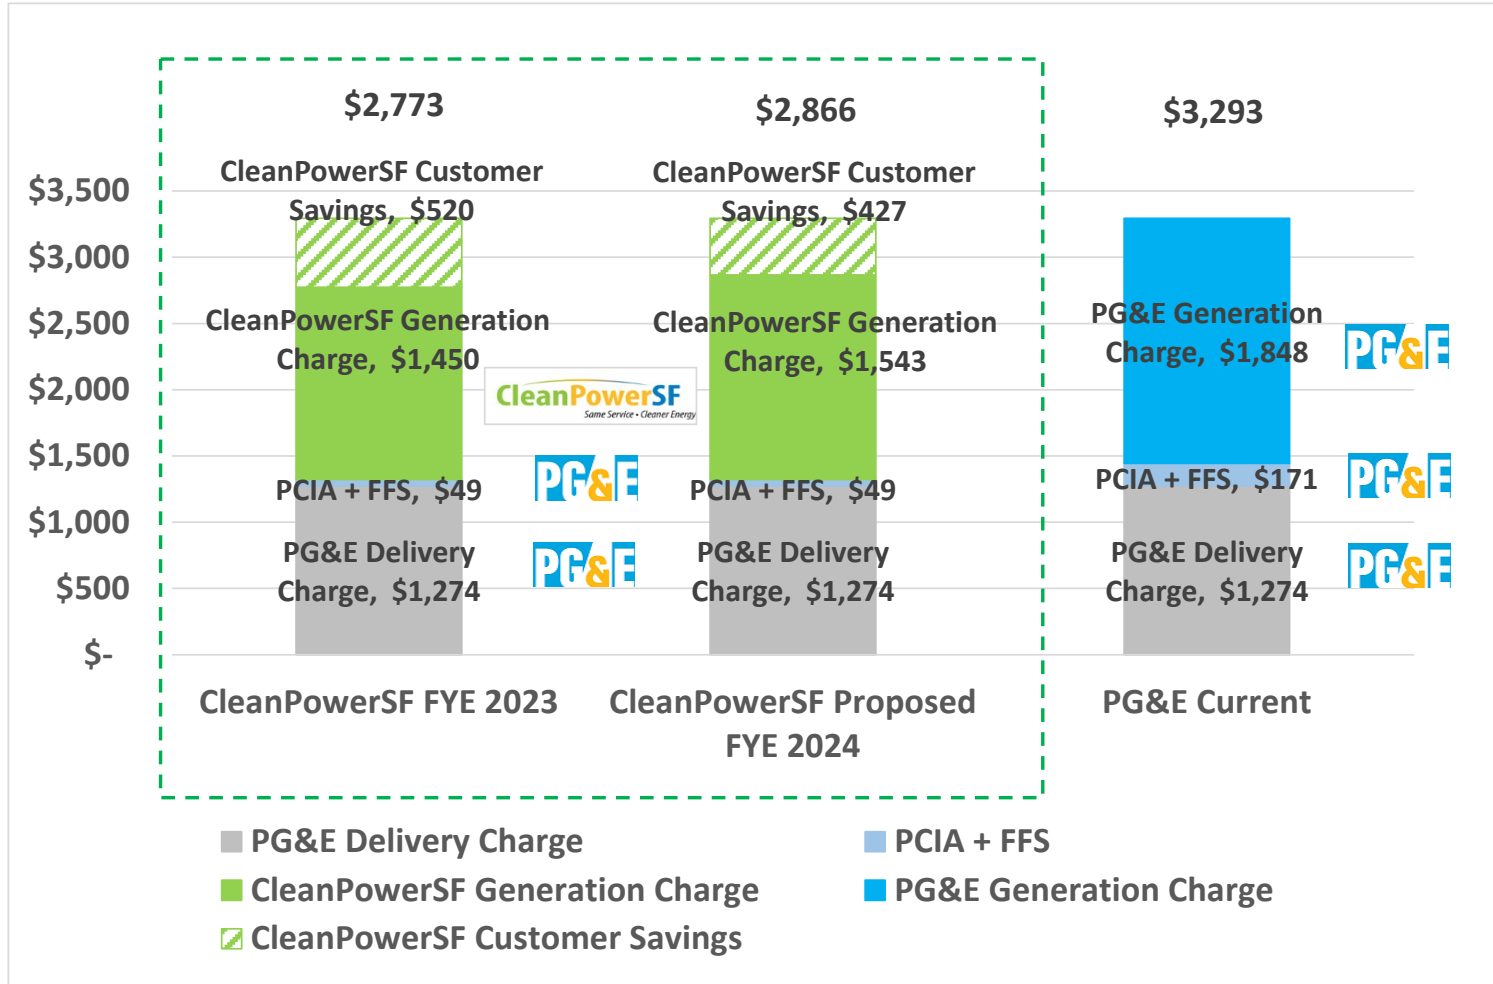 $2,773
$2,866
$3,293
CleanPowerSF Customer
Savings, $520
CleanPowerSF Customer
Savings, $427
$3,500
$3,000
$2,500
$2,000
$1,500
$1,000
$500
$-
CleanPowerSF Generation
Charge, $1,450
CleanPowerSF Generation
Charge, $1,543
PG&E Generation
Charge, $1,848
PG&E
CleanPowerSF
Same Service • Cleaner Energy
PCIA + FFS, $49
PG&E
PCIA + FFS, $49
PCIA + FFS, $171
PG&E
PG&E Delivery
Charge, $1,274
PG&E
PG&E Delivery
Charge, $1,274
PG&E Delivery
Charge, $1,274
PG&E
CleanPowerSF FYE 2023
CleanPowerSF Proposed
FYE 2024
PG&E Current
PG&E Delivery Charge
PCIA + FFS
CleanPowerSF Generation Charge
PG&E Generation Charge
CleanPowerSF Customer Savings